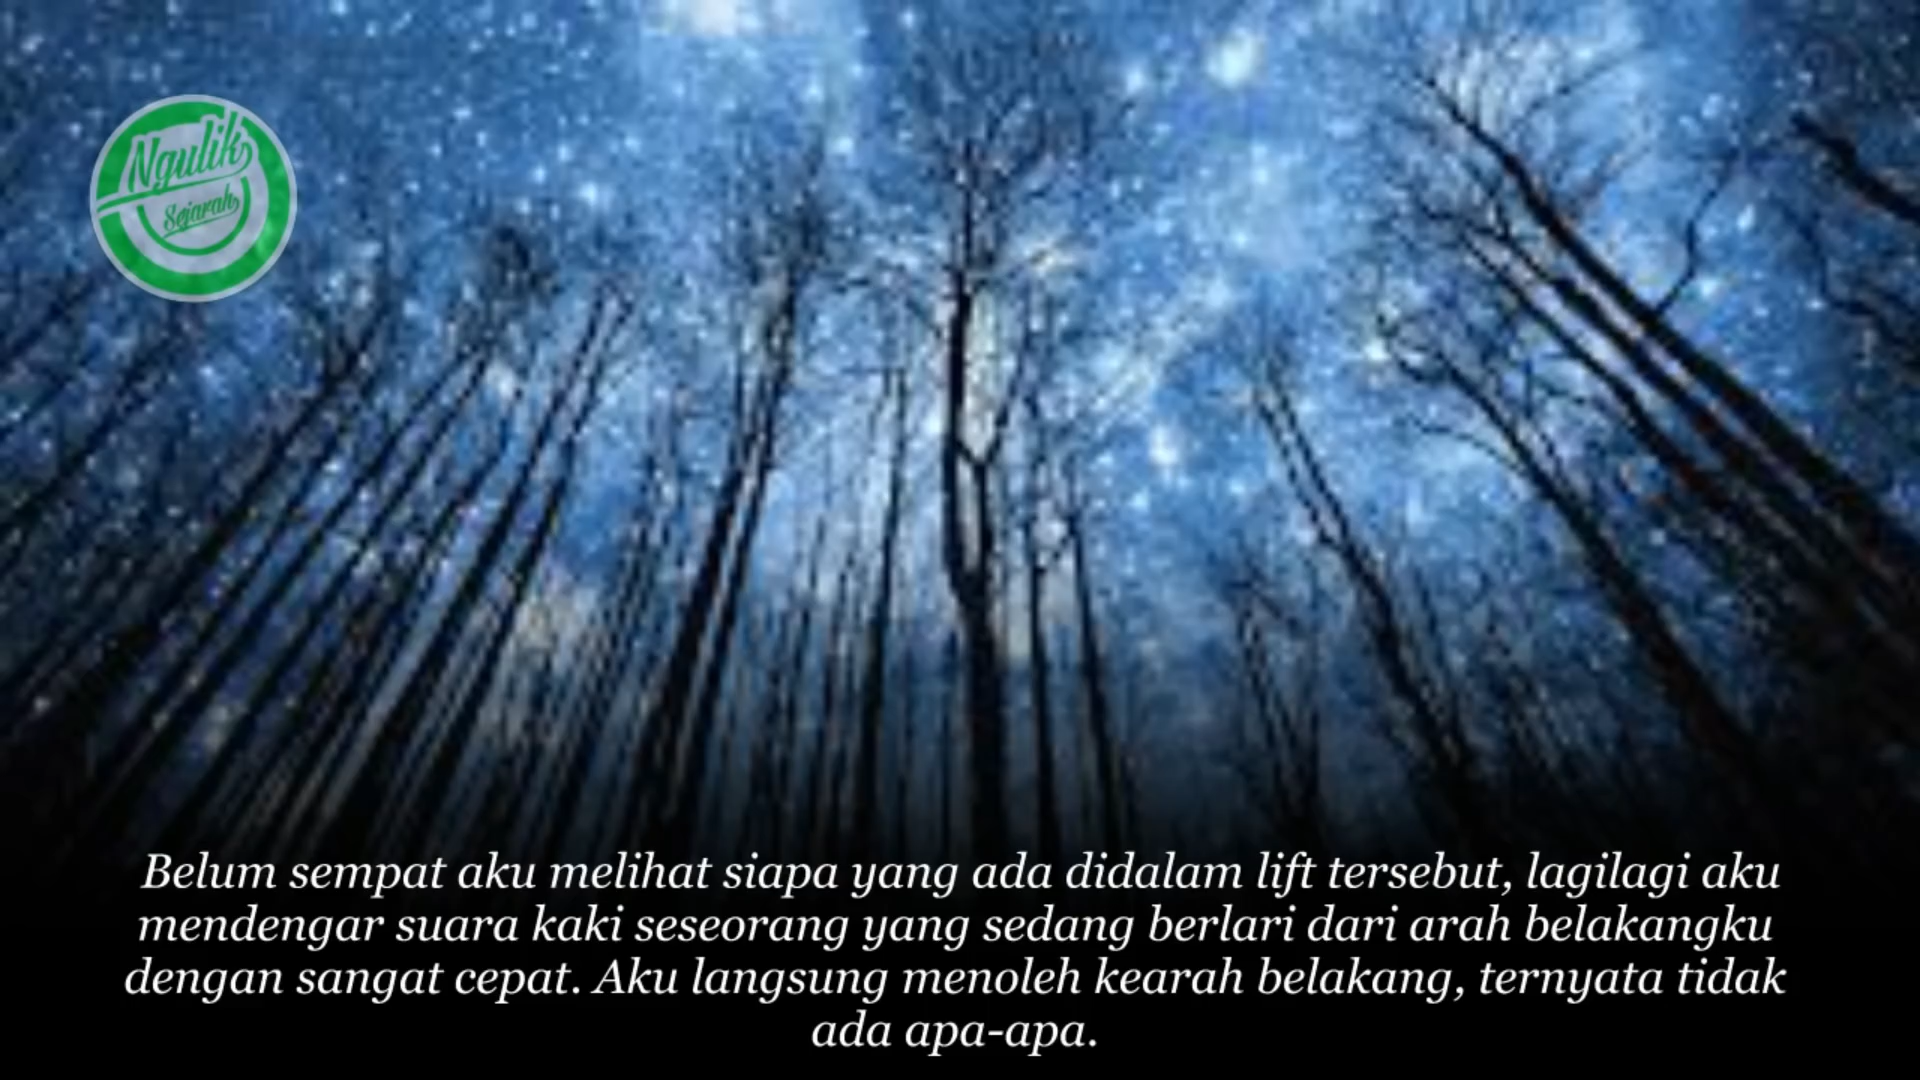 Ngulik
Sejarah
Belum sempat aku melihat siapa yang ada didalam lift tersebut, lagilagi aku
mendengar suara kaki seseorang yang sedang berlari dari arah belakangku
dengan sangat cepat. Aku langsung menoleh kearah belakang, ternyata tidak
ada apa-apa.